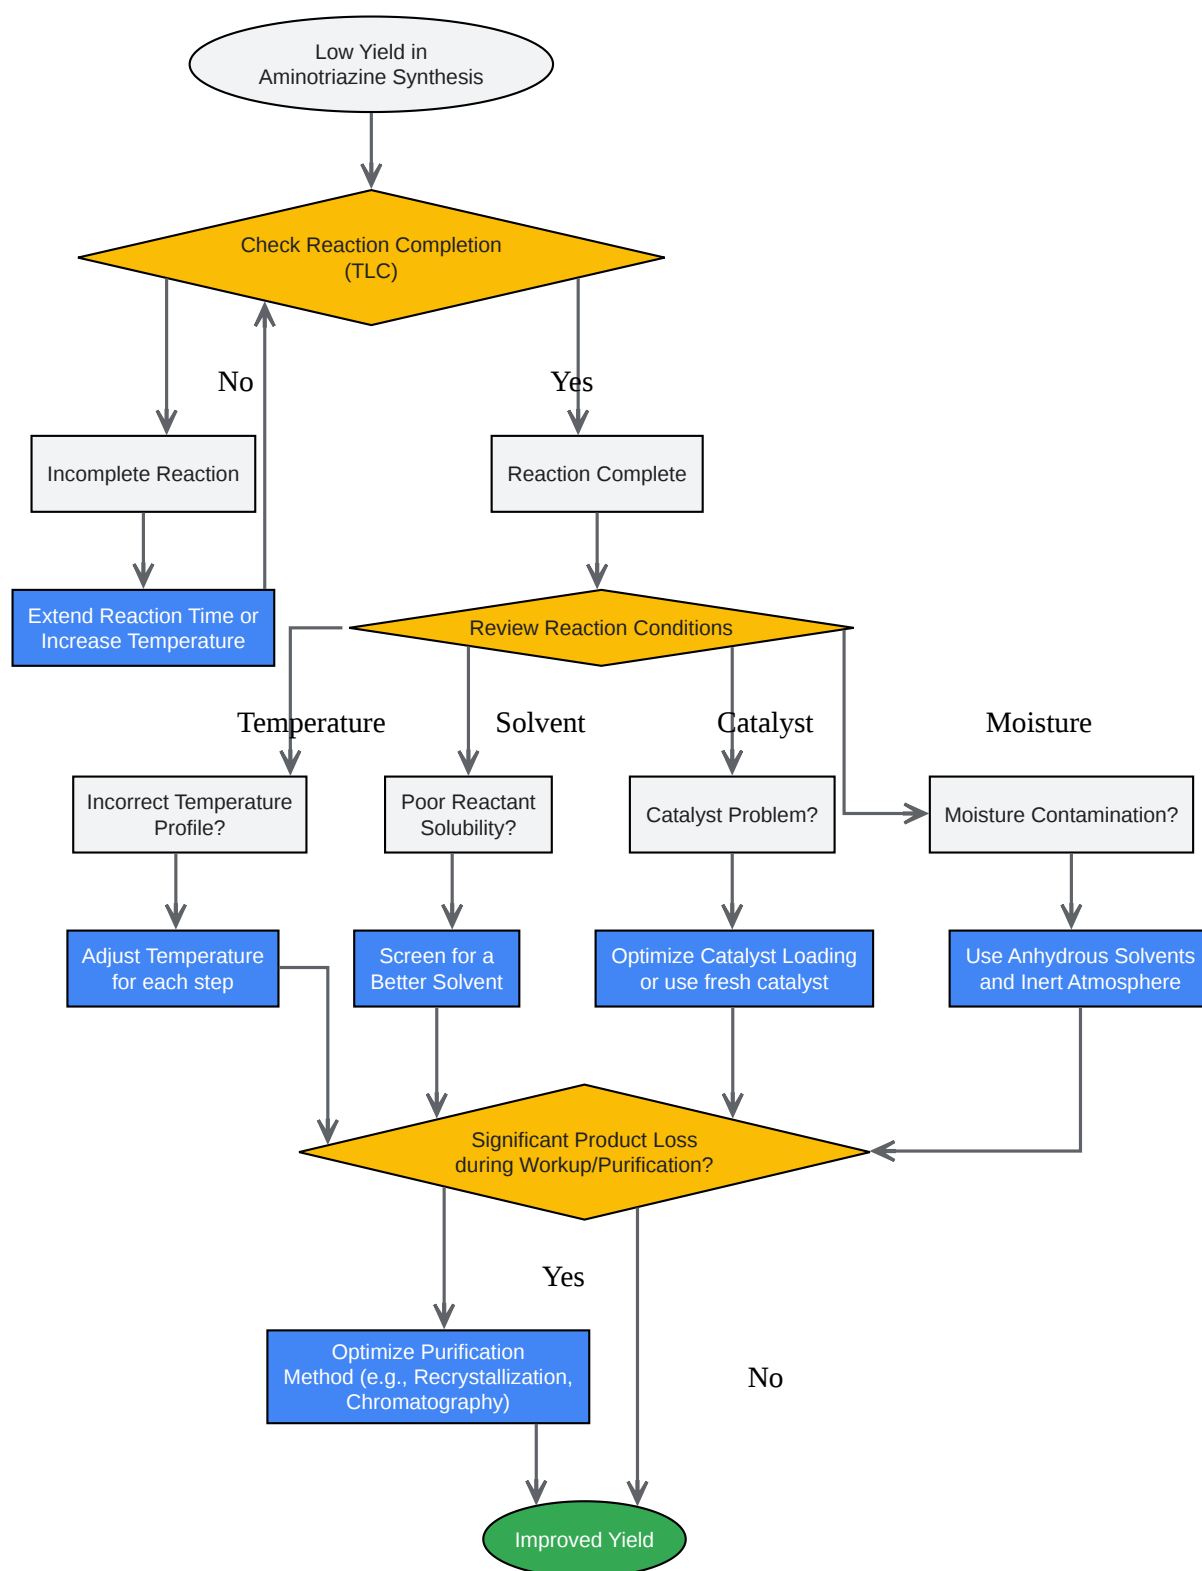 Low Yield in
Aminotriazine Synthesis
Check Reaction Completion
(TLC)
No
Yes
Incomplete Reaction
Reaction Complete
Extend Reaction Time or
Increase Temperature
Review Reaction Conditions
Temperature
Solvent
Catalyst
Moisture
Incorrect Temperature
Profile?
Poor Reactant
Solubility?
Catalyst Problem?
Moisture Contamination?
Adjust Temperature
for each step
Screen for a
Better Solvent
Optimize Catalyst Loading
or use fresh catalyst
Use Anhydrous Solvents
and Inert Atmosphere
Significant Product Loss
during Workup/Purification?
Yes
Optimize Purification
Method (e.g., Recrystallization,
Chromatography)
No
Improved Yield